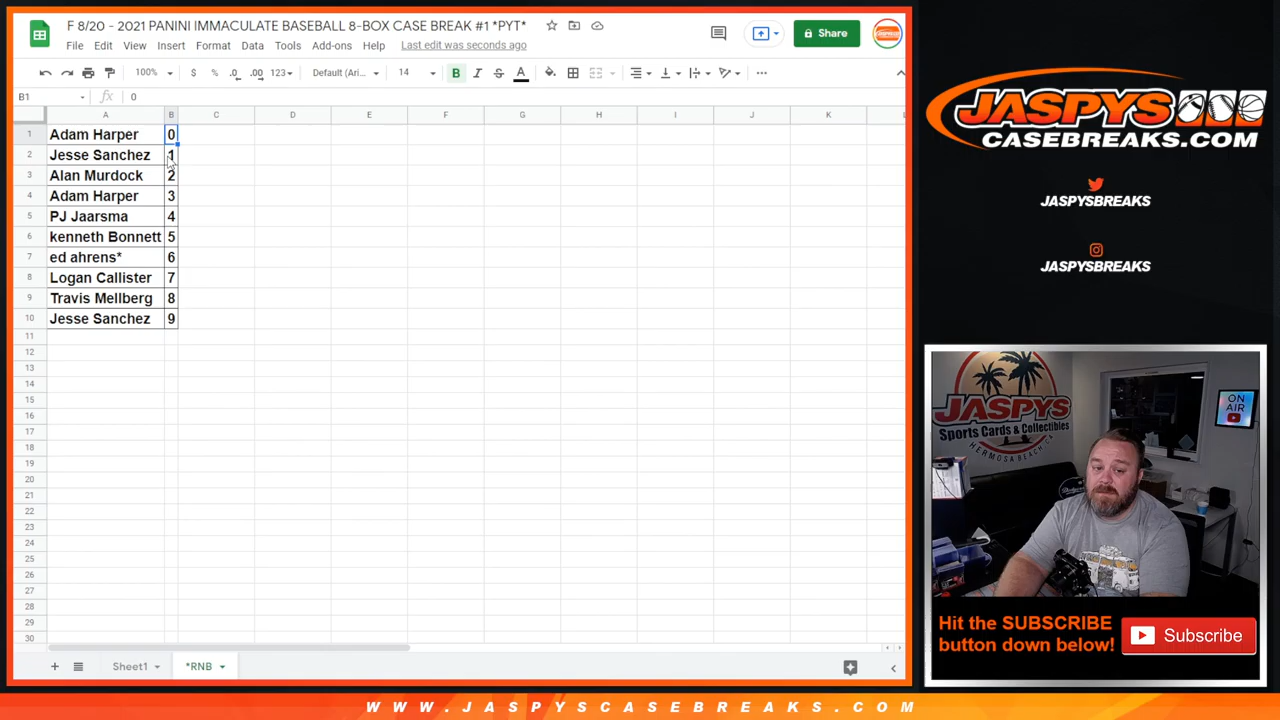 F 8/20 - 2021 PANINI IMMACULATE BASEBALL 8-BOX CASE BREAK #1 *PYT*
File Edit View Insert Format Data Tools Add-ons Help Last edit was seconds ago
Share
100% $ % .0 .00 123 Default (Ari... 14 B I S A
B1 fx 0
A B C D E F G H I J K L
1 Adam Harper 0
2 Jesse Sanchez 1
3 Alan Murdock 2
4 Adam Harper 3
5 PJ Jaarsma 4
6 kenneth Bonnett 5
7 ed ahrens* 6
8 Logan Callister 7
9 Travis Mellberg 8
10 Jesse Sanchez 9
11
12
13
14
15
16
17
18
19
20
21
22
23
24
25
26
27
28
29
30
Sheet1 *RNB
JASPYS
CASEBREAKS.COM
JASPYSBREAKS
JASPYSBREAKS
JASPYS
Sports Cards & Collectibles
HERMOSA BEACH, CA
ON
AIR
Hit the SUBSCRIBE
button down below!
Subscribe
WWW.JASPYSCASEBREAKS.COM